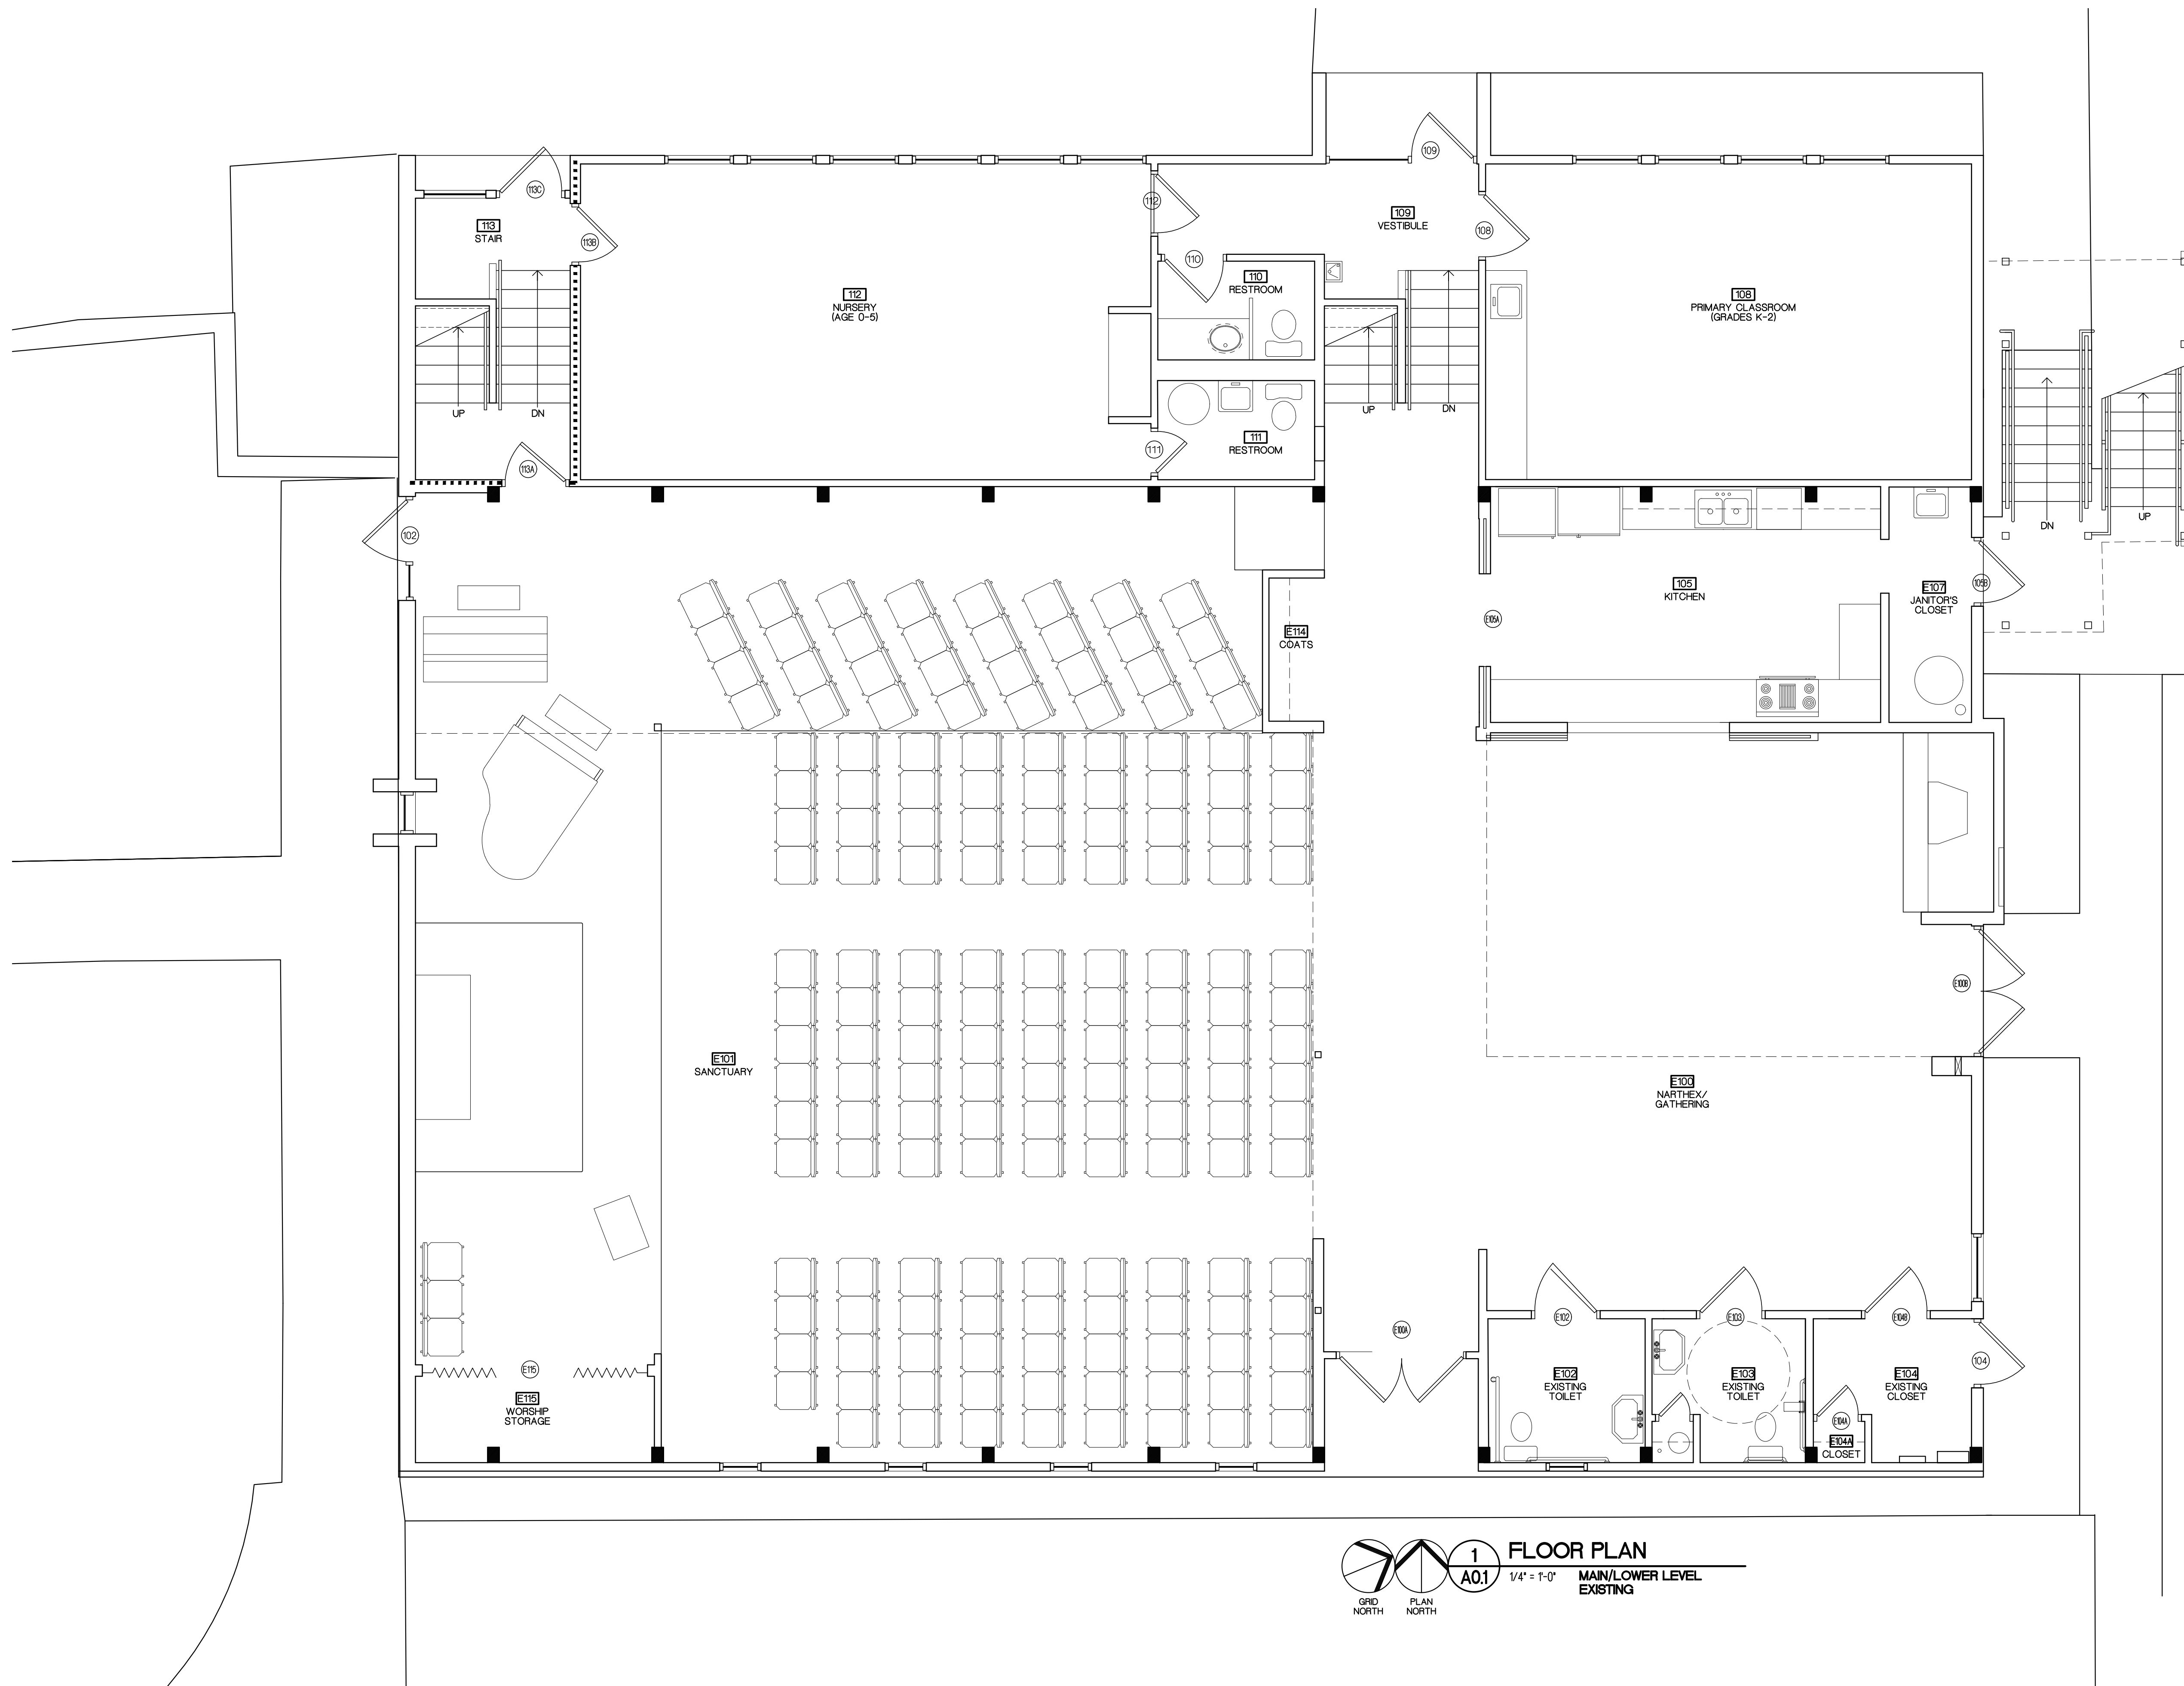 109
113C
112
113
STAIR
109
VESTIBULE
108
113B
110
110
RESTROOM
112
NURSERY
(AGE 0-5)
108
PRIMARY CLASSROOM
(GRADES K-2)
UP
DN
UP
DN
111
RESTROOM
111
113A
DN
UP
102
105
KITCHEN
105B
E107
JANITOR'S
CLOSET
E105A
E114
COATS
E100B
E101
SANCTUARY
E100
NARTHEX/
GATHERING
E102
E103
E104B
E100A
104
E115
E102
EXISTING
TOILET
E103
EXISTING
TOILET
E104
EXISTING
CLOSET
E115
WORSHIP
STORAGE
E104A
E104A
CLOSET
GRID
NORTH
PLAN
NORTH
1
A0.1
FLOOR PLAN
1/4" = 1'-0"
MAIN/LOWER LEVEL
EXISTING